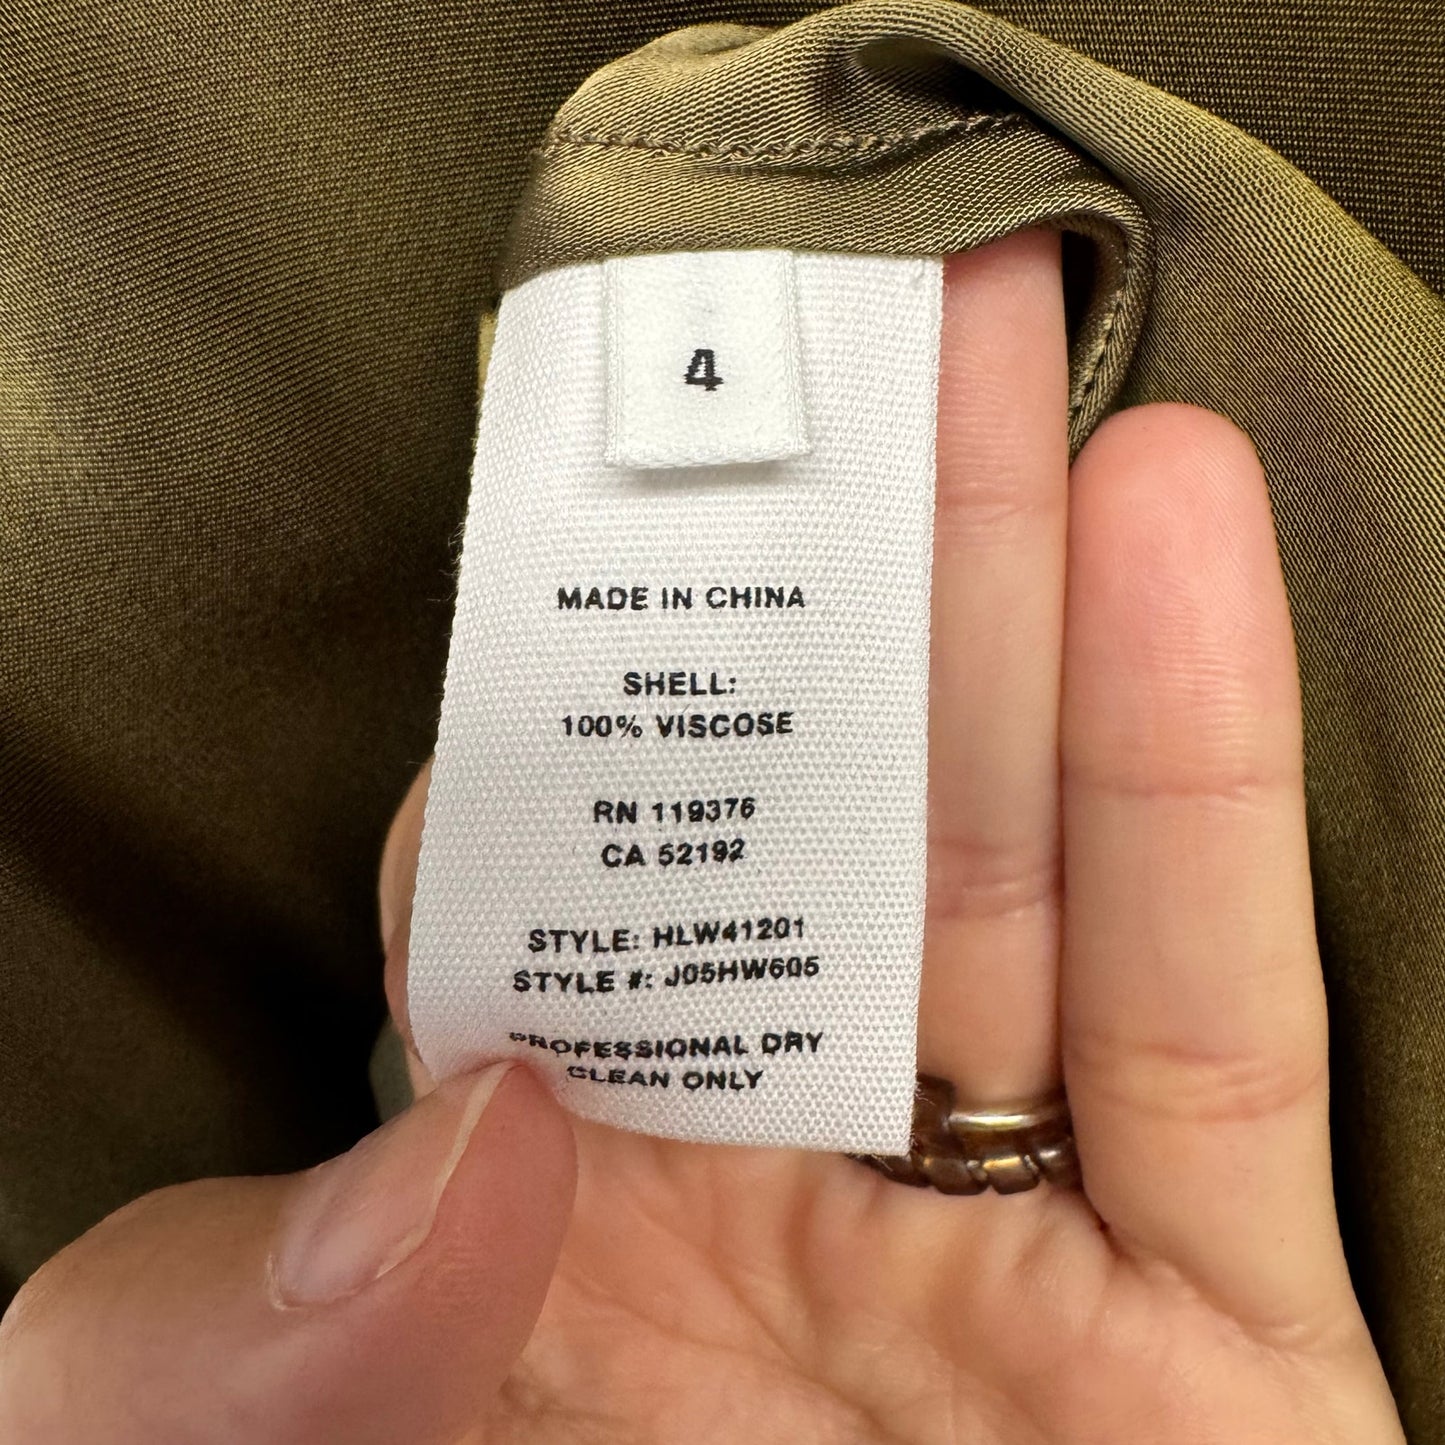 4
MADE IN CHINA
SHELL:
100% VISCOSE
RN 119376
CA 52192
STYLE: HLW41201
STYLE #: J05HW605
PROFESSIONAL DRY
CLEAN ONLY